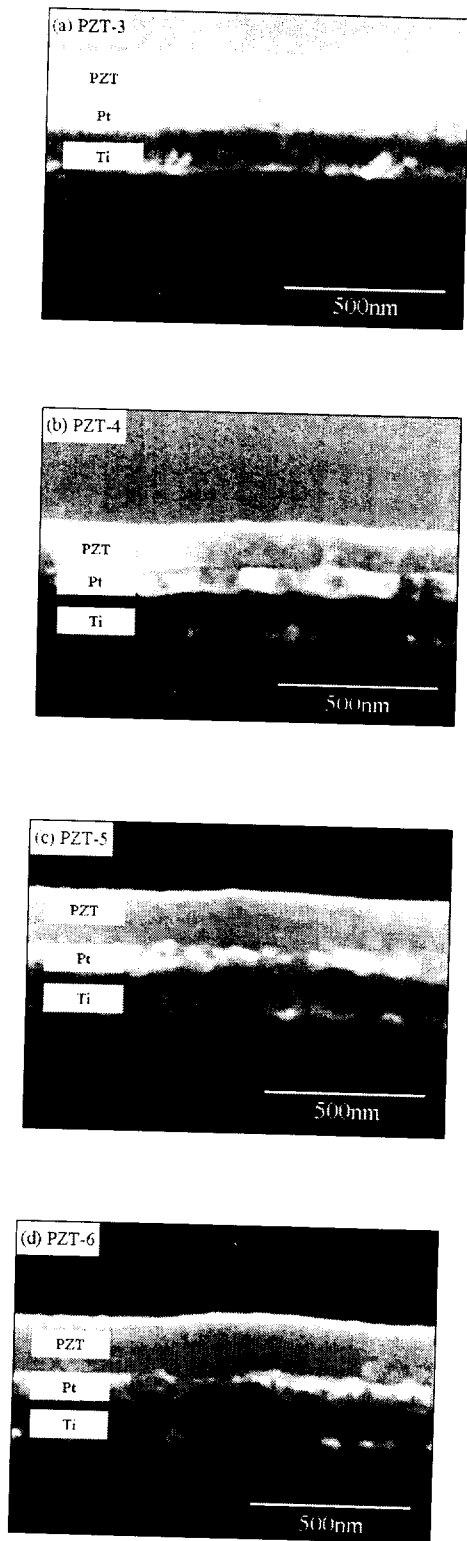 (a) PZT-3
PZT
Pt
Ti
500nm
(b) PZT-4
PZT
Pt
Ti
500nm
(c) PZT-5
PZT
Pt
Ti
500nm
(d) PZT-6
PZT
Pt
Ti
500nm